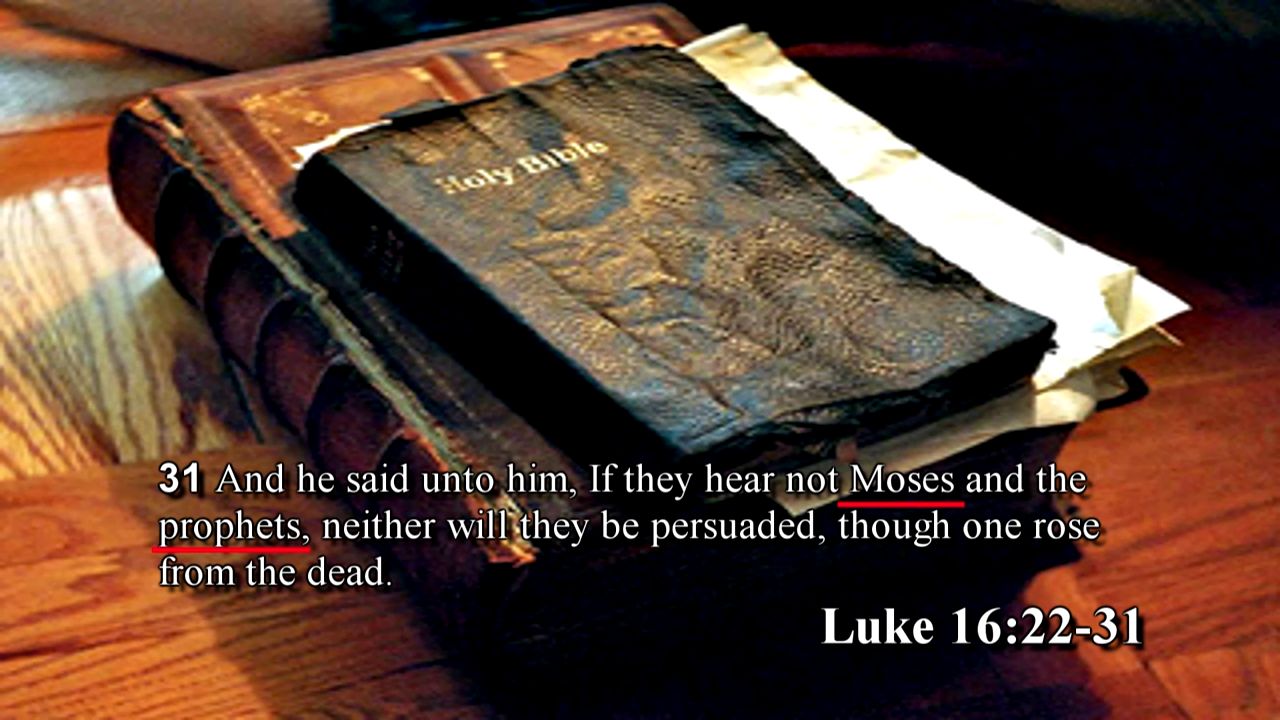 Holy Bible
31 And he said unto him, If they hear not Moses and the
prophets, neither will they be persuaded, though one rose
from the dead.
Luke 16:22-31